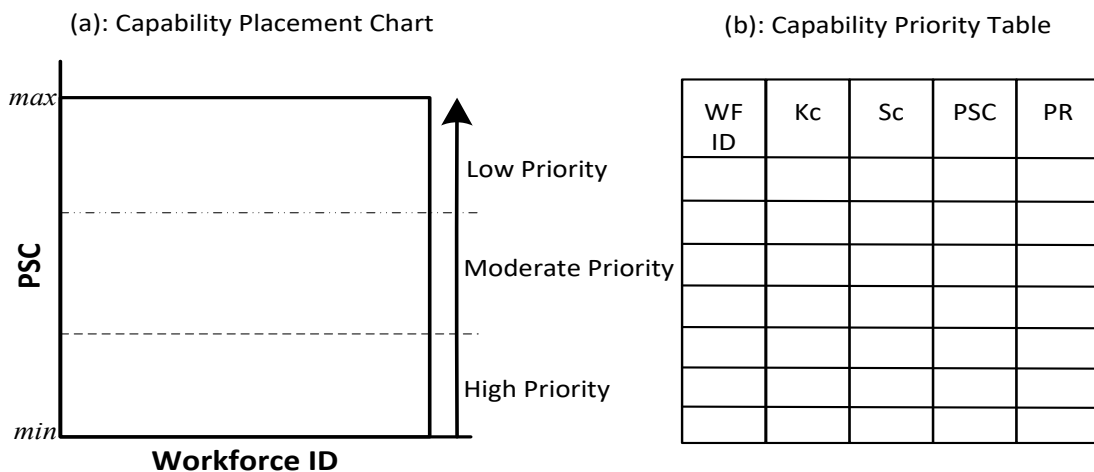 (a): Capability Placement Chart
max
Low Priority
Moderate Priority
High Priority
min
PSC
Workforce ID
(b): Capability Priority Table
WF ID
Kc
Sc
PSC
PR